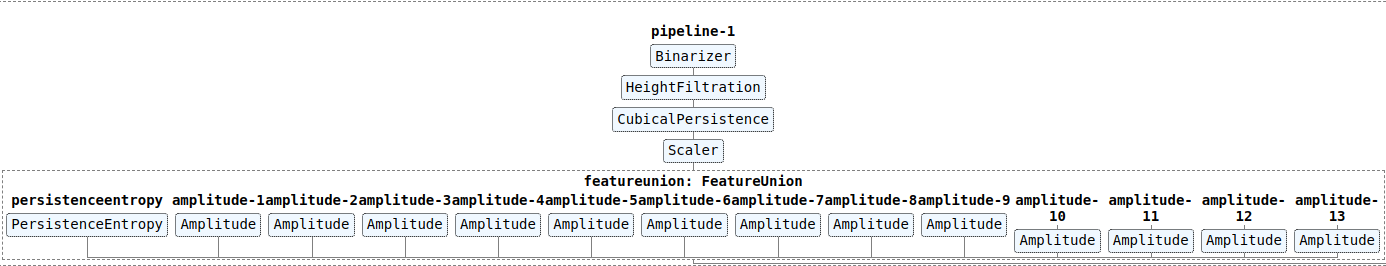 pipeline-1
Binarizer
HeightFiltration
CubicalPersistence
Scaler
featureunion: FeatureUnion
persistenceentropy amplitude-1 amplitude-2 amplitude-3 amplitude-4 amplitude-5 amplitude-6 amplitude-7 amplitude-8 amplitude-9 amplitude-10 amplitude-11 amplitude-12 amplitude-13
PersistenceEntropy Amplitude Amplitude Amplitude Amplitude Amplitude Amplitude Amplitude Amplitude Amplitude Amplitude Amplitude Amplitude Amplitude